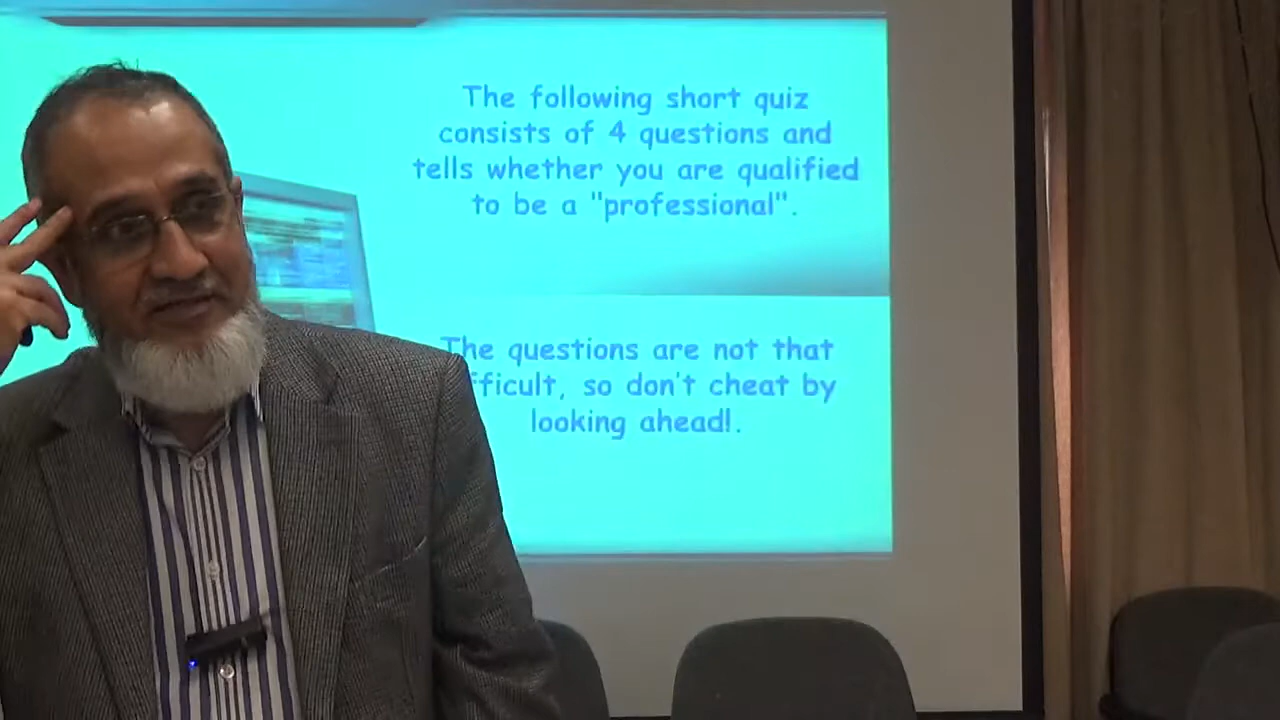 The following short quiz
consists of 4 questions and
tells whether you are qualified
to be a "professional".
The questions are not that
fficult, so don't cheat by
looking ahead!.